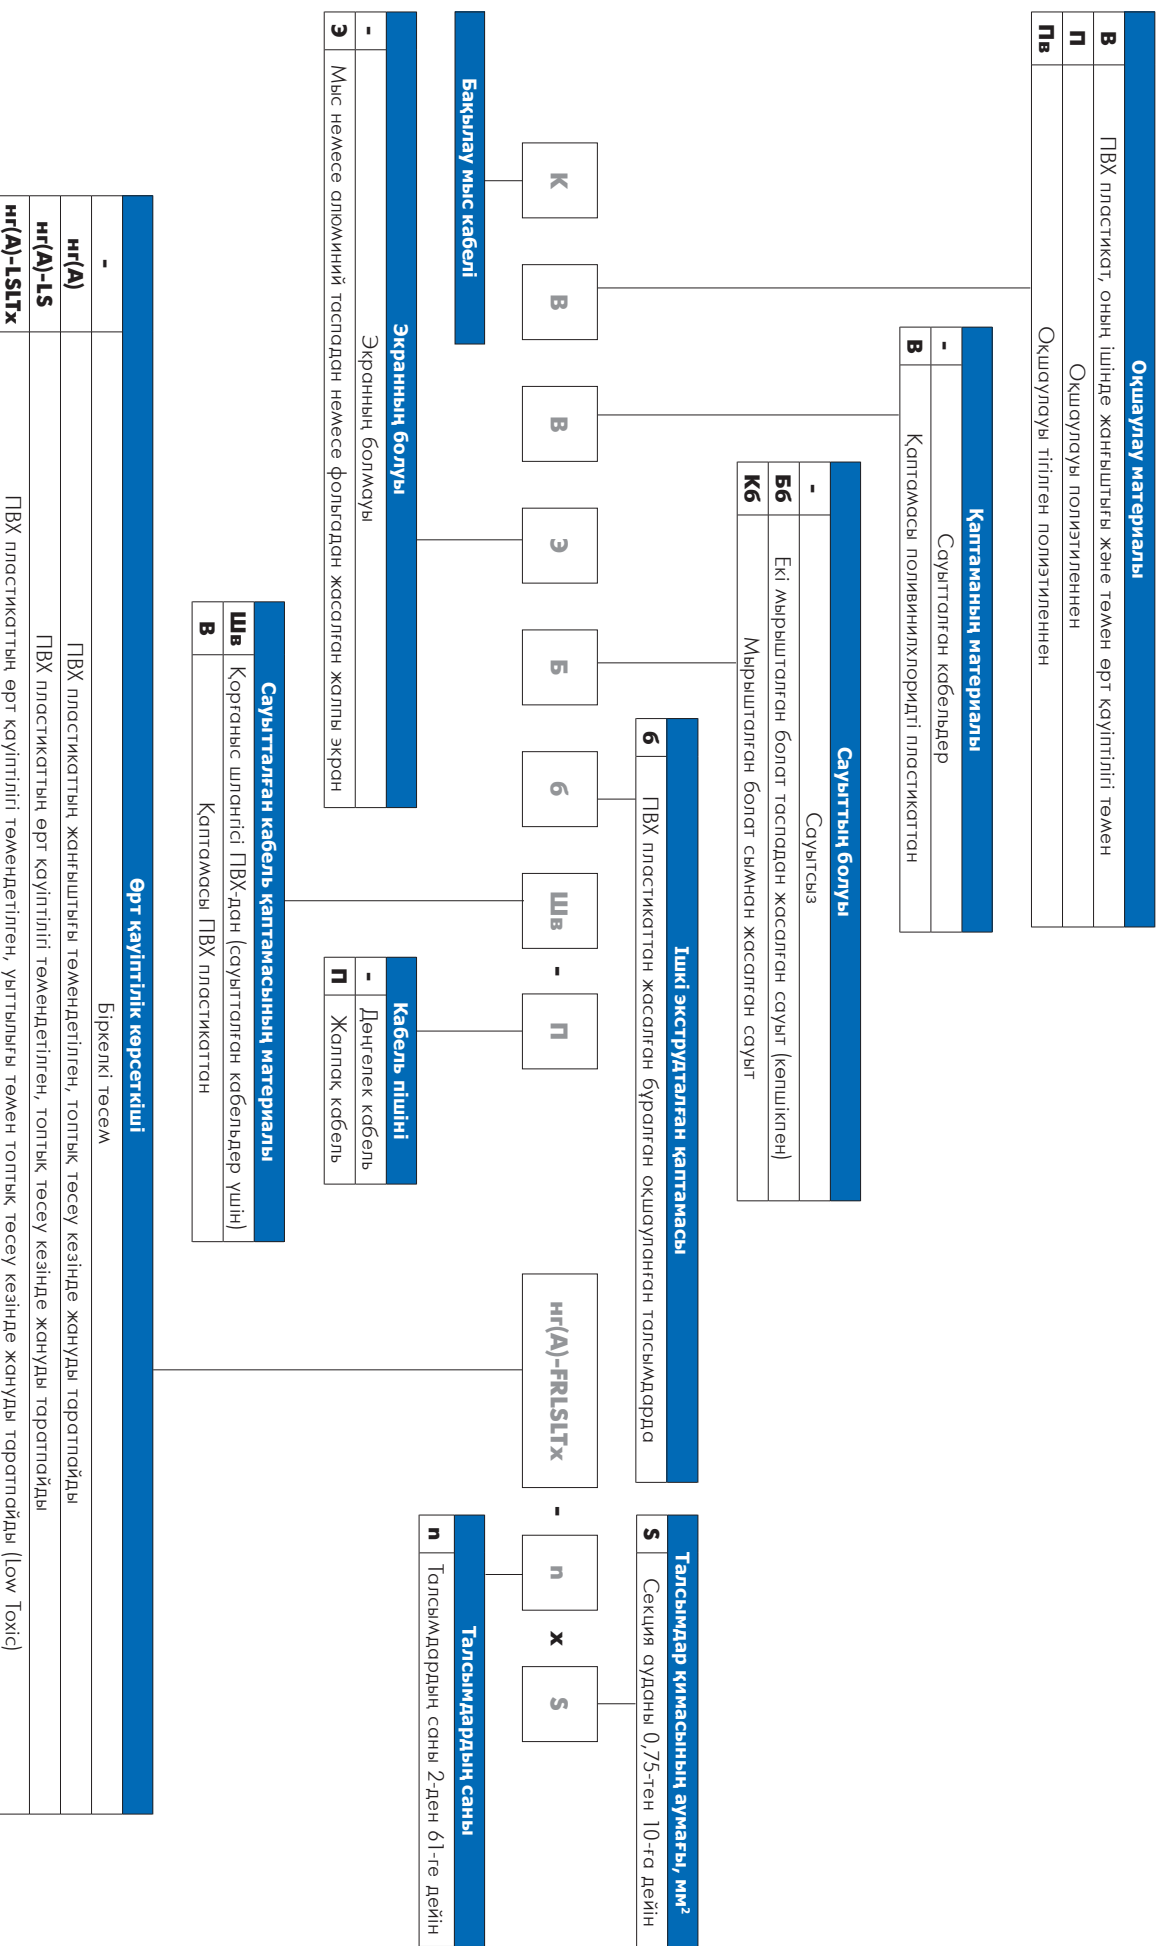 Оқшаулау материалы
В ПВХ пластикат, оның ішінде жанғыштығы және төмен өрт қауіптілігі төмен
П Оқшаулауы полиэтиленнен
Пв Оқшаулауы тігілген полиэтиленнен
Қаптаманың материалы
- Сауытталған кабельдер
В Қаптамасы поливинилхлоридті пластикаттан
Сауыттың болуы
- Сауытсыз
Бб Екі мырышталған болат таспадан жасалған сауыт (көпшікпен)
Кб Мырышталған болат сымнан жасалған сауыт
Ішкі экструдталған қаптамасы
б ПВХ пластикаттан жасалған бұралған оқшауланған талсымдарда
Талсымдар қимасының аумағы, мм²
S Секция ауданы 0,75-тен 10-ға дейін
К В В Э Б б Шв - П нг(А)-FRLSLTx - n x S
Бақылау мыс кабелі
Экранның болуы
- Экранның болмауы
Э Мыс немесе алюминий таспадан немесе фольгадан жасалған жалпы экран
Кабель пішіні
- Дөңгелек кабель
П Жалпақ кабель
Талсымдардың саны
n Талсымдардың саны 2-ден 61-ге дейін
Сауытталған кабель қаптамасының материалы
Шв Қорғаныс шлангісі ПВХ-дан (сауытталған кабельдер үшін)
В Қаптамасы ПВХ пластикаттан
Өрт қауіптілік көрсеткіші
- Біркелкі төсем
нг(А) ПВХ пластикаттың жанғыштығы төмендетілген, топтық төсеу кезінде жануды таратпайды
нг(А)-LS ПВХ пластикаттың өрт қауіптілігі төмендетілген, топтық төсеу кезінде жануды таратпайды
нг(А)-LSLTx ПВХ пластикаттың өрт қауіптілігі төмендетілген, уыттылығы төмен топтық төсеу кезінде жануды таратпайды (Low Toxic)